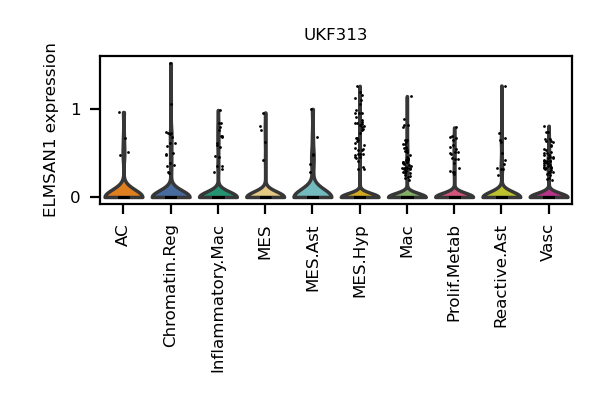 UKF313
ELMSAN1 expression
1
0
AC
Chromatin.Reg
Inflammatory.Mac
MES
MES.Ast
MES.Hyp
Mac
Prolif.Metab
Reactive.Ast
Vasc